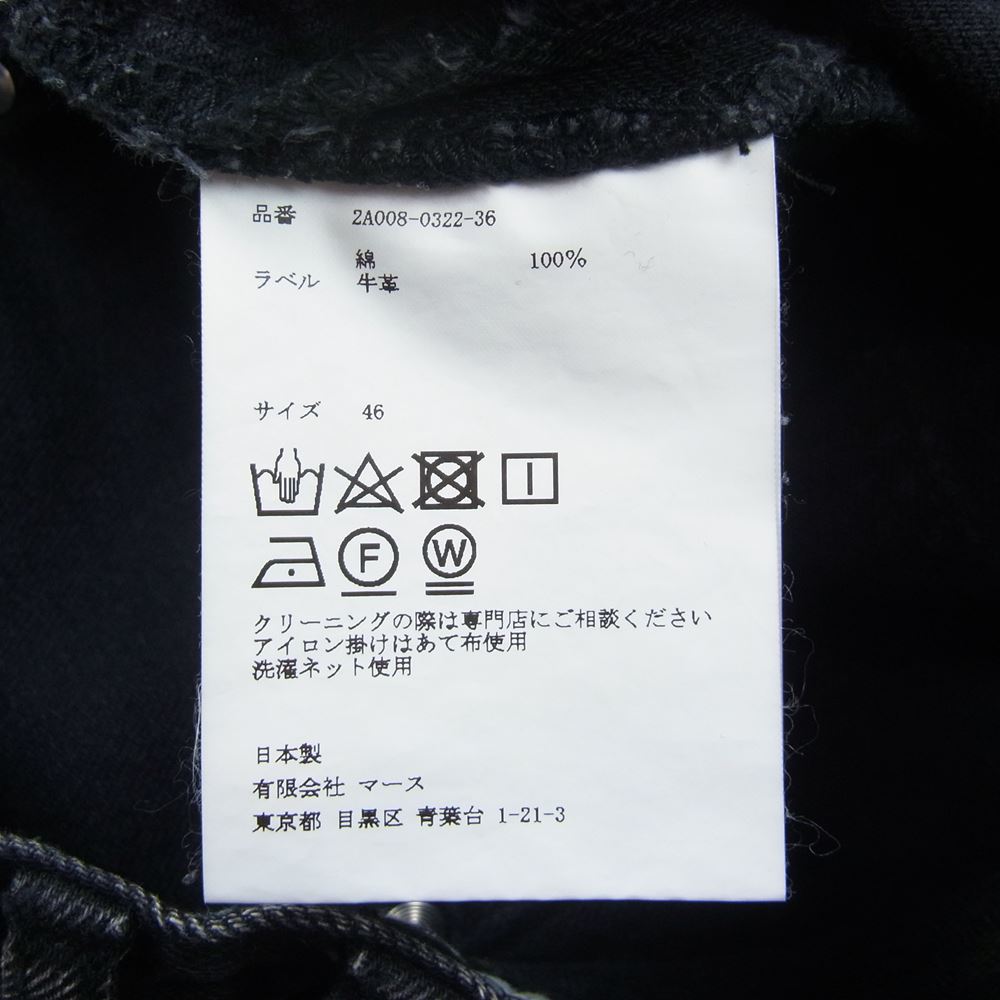 品番 ZA008-0322-36
綿 100%
ラベル 牛革
サイズ 46
F W
クリーニングの際は専門店にご相談ください
アイロン掛けはあて布使用
洗濯ネット使用
日本製
有限会社 マース
東京都 目黒区 青葉台 1-21-3